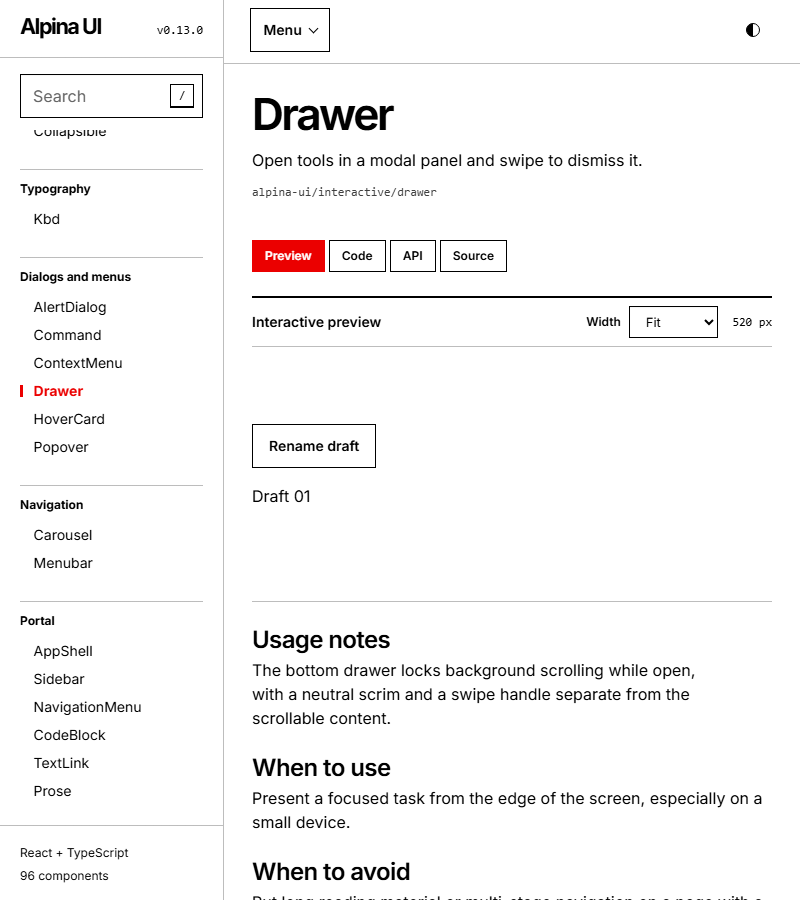 Alpina UI
v0.13.0
Search
/
Collapsible
Typography
Kbd
Dialogs and menus
AlertDialog
Command
ContextMenu
Drawer
HoverCard
Popover
Navigation
Carousel
Menubar
Portal
AppShell
Sidebar
NavigationMenu
CodeBlock
TextLink
Prose
React + TypeScript
96 components
Menu
Drawer
Open tools in a modal panel and swipe to dismiss it.
alpina-ui/interactive/drawer
Preview
Code
API
Source
Interactive preview
Width
Fit
520 px
Rename draft
Draft 01
Usage notes
The bottom drawer locks background scrolling while open,
with a neutral scrim and a swipe handle separate from the
scrollable content.
When to use
Present a focused task from the edge of the screen, especially on a
small device.
When to avoid